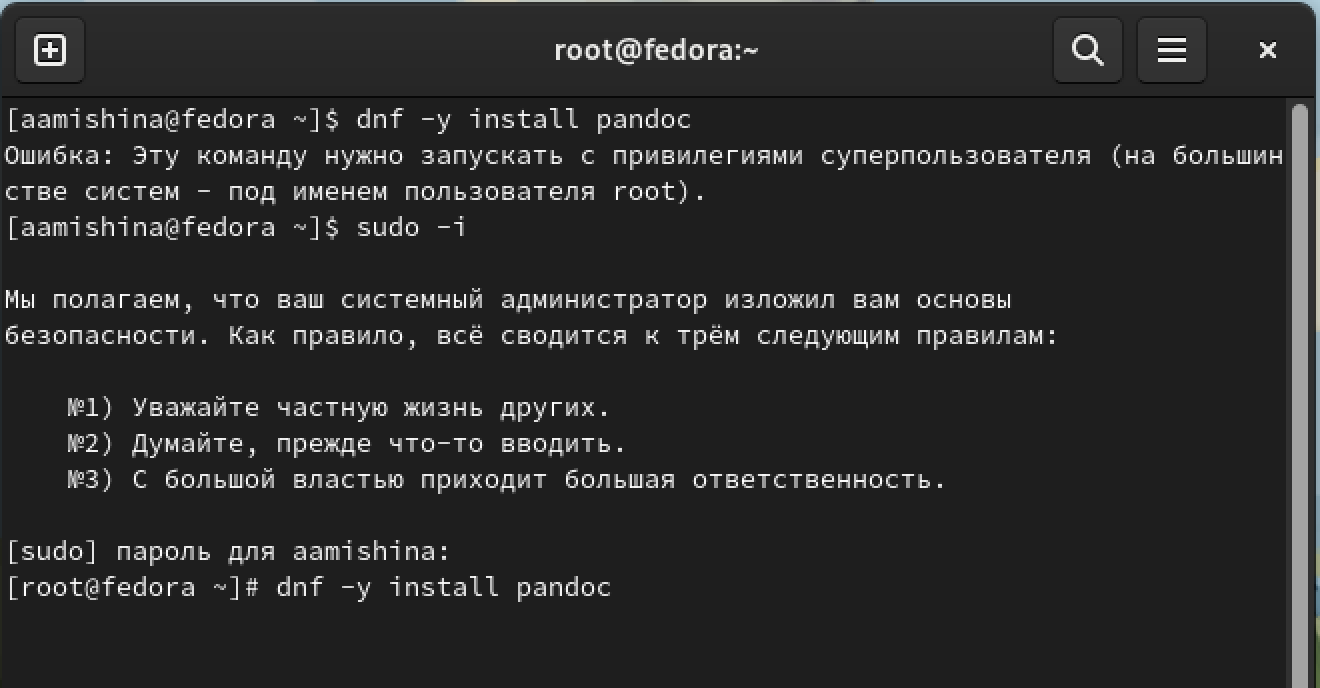 root@fedora:~
[aamishina@fedora ~]$ dnf -y install pandoc
Ошибка: Эту команду нужно запускать с привилегиями суперпользователя (на большин
стве систем - под именем пользователя root).
[aamishina@fedora ~]$ sudo -i
Мы полагаем, что ваш системный администратор изложил вам основы
безопасности. Как правило, всё сводится к трём следующим правилам:
№1) Уважайте частную жизнь других.
№2) Думайте, прежде что-то вводить.
№3) С большой властью приходит большая ответственность.
[sudo] пароль для aamishina:
[root@fedora ~]# dnf -y install pandoc